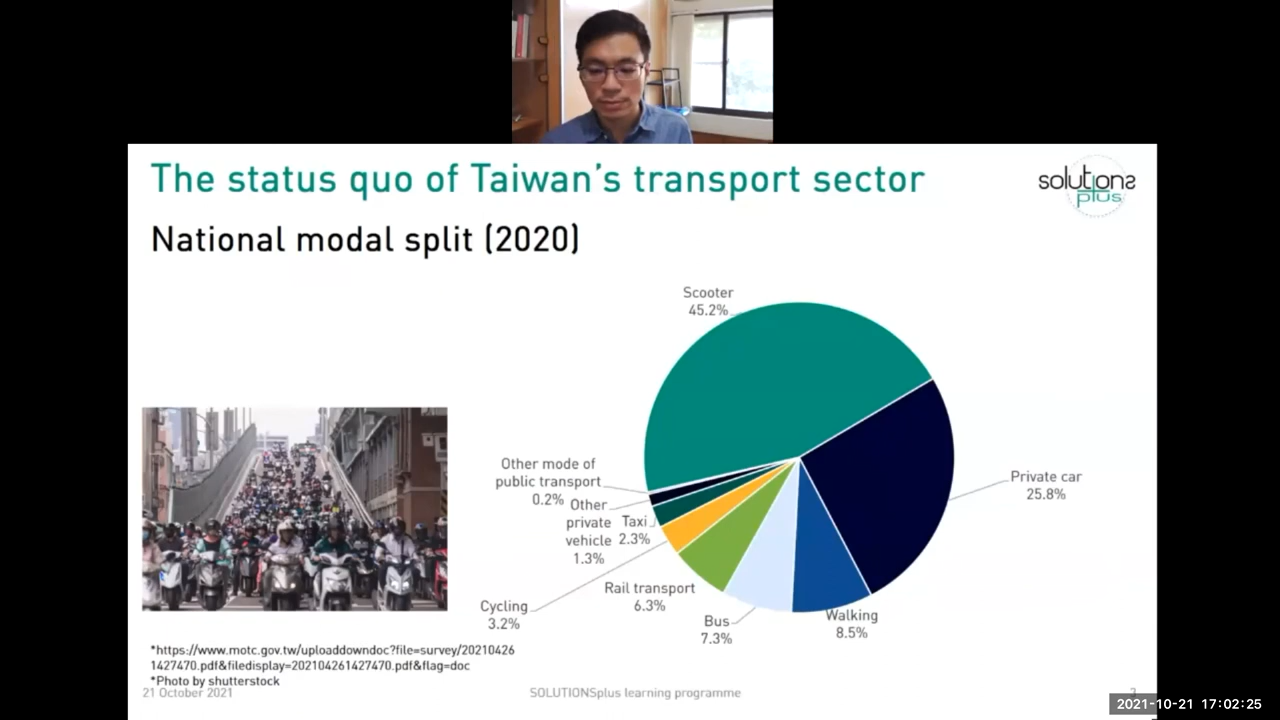 The status quo of Taiwan's transport sector
solutions
plus
National modal split (2020)
Scooter
45.2%
Private car
25.8%
Other mode of
public transport
0.2%
Other
private
vehicle
1.3%
Taxi
2.3%
Rail transport
6.3%
Cycling
3.2%
Bus
7.3%
Walking
8.5%
*https://www.motc.gov.tw/uploaddowndoc?file=survey/20210426
1427470.pdf&filedisplay=202104261427470.pdf&flag=doc
*Photo by shutterstock
21 October 2021
SOLUTIONSplus learning programme
3
2021-10-21 17:02:25